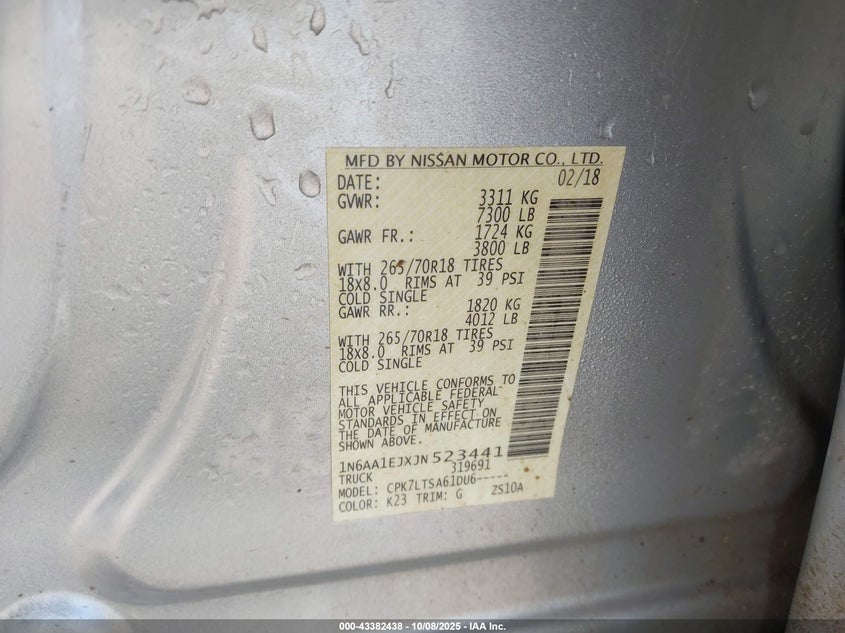 MFD BY NISSAN MOTOR CO., LTD.
DATE: 02/18
GVWR: 3311 KG
7300 LB
GAWR FR.: 1724 KG
3800 LB
WITH 265/70R18 TIRES
18X8.0 RIMS AT 39 PSI
COLD SINGLE
GAWR RR.: 1820 KG
4012 LB
WITH 265/70R18 TIRES
18X8.0 RIMS AT 39 PSI
COLD SINGLE
THIS VEHICLE CONFORMS TO
ALL APPLICABLE FEDERAL
MOTOR VEHICLE SAFETY
STANDARDS IN EFFECT ON
THE DATE OF MANUFACTURE
SHOWN ABOVE.
1N6AA1EJXJN523441
TRUCK 319691
MODEL: CPK7LTSA61DU6-----
COLOR: K23 TRIM: G ZS10A
000-43382438 - 10/08/2025 - IAA Inc.